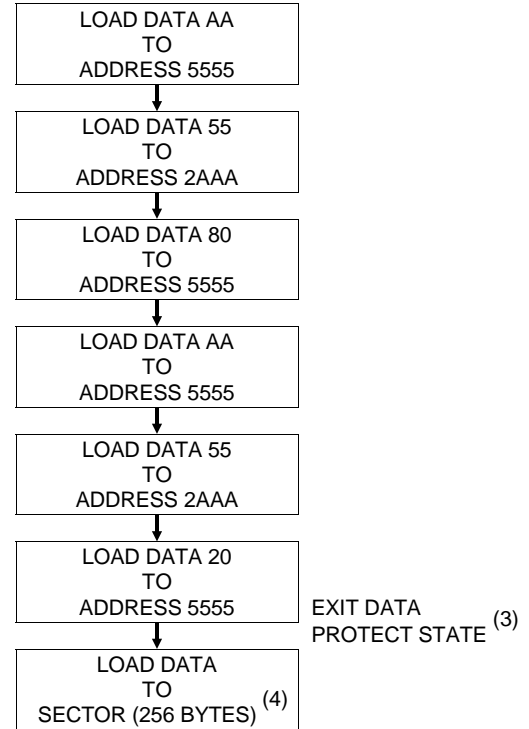 LOAD DATA AA
TO
ADDRESS 5555
LOAD DATA 55
TO
ADDRESS 2AAA
LOAD DATA 80
TO
ADDRESS 5555
LOAD DATA AA
TO
ADDRESS 5555
LOAD DATA 55
TO
ADDRESS 2AAA
LOAD DATA 20
TO
ADDRESS 5555
EXIT DATA
PROTECT STATE (3)
LOAD DATA
TO
SECTOR (256 BYTES) (4)